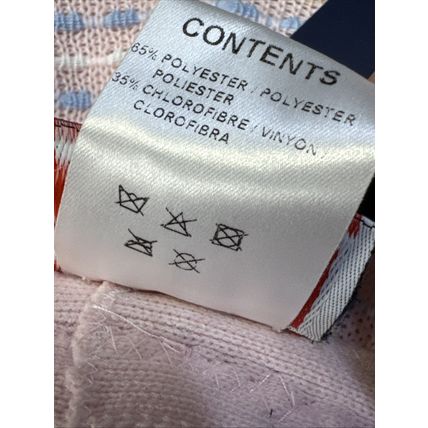 CONTENTS
65% POLYESTER / POLYESTER
POLIESTER
35% CHLOROFIBRE / VINYON
CLOROFIBRA